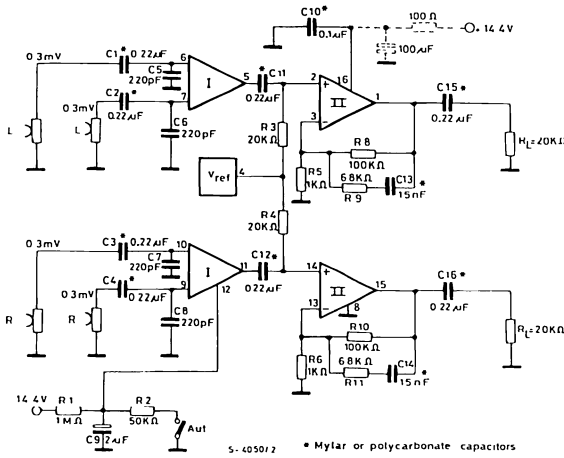 C10* 100Ω
0.1µF + 14.4V
100µF
0.3mV C1* 0.22µF 6
C5 220pF I 5 C11* 0.22µF 2 + 16 II 1 C15* 0.22µF
0.3mV C2* 0.22µF 7
L L
C6 220pF
3 −
R3 20KΩ
R8 100KΩ
RL=20KΩ
R5 1KΩ
68KΩ R9 C13* 15nF
Vref 4
R4 20KΩ
0.3mV C3* 0.22µF 10
C7 220pF I 11 C12* 0.22µF 14 + II 15 C16* 0.22µF
12
0.3mV C4* 0.22µF 9
R R
C8 220pF
13 − 8
R10 100KΩ
RL=20KΩ
R6 1KΩ
68KΩ R11 C14 15nF*
14.4V R1 1MΩ R2 50KΩ Aut
C9 2µF
S-4050/2 * Mylar or polycarbonate capacitors